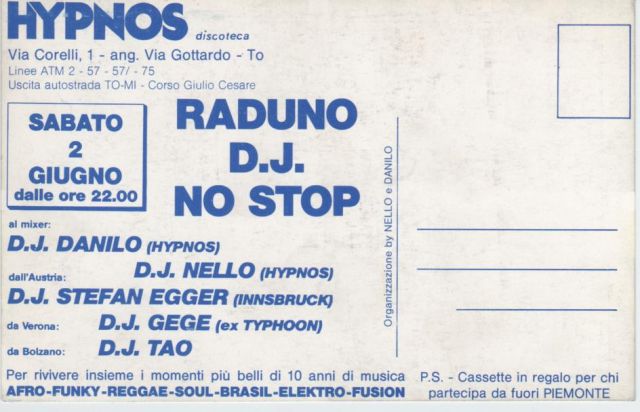 HYPNOS discoteca
Via Corelli, 1 - ang. Via Gottardo - To
Linee ATM 2 - 57 - 57/ - 75
Uscita autostrada TO-MI - Corso Giulio Cesare
SABATO
2
GIUGNO
dalle ore 22.00
RADUNO
D.J.
NO STOP
al mixer:
D.J. DANILO (HYPNOS)
D.J. NELLO (HYPNOS)
dall'Austria:
D.J. STEFAN EGGER (INNSBRUCK)
da Verona: D.J. GEGE (ex TYPHOON)
da Bolzano: D.J. TAO
Per rivivere insieme i momenti più belli di 10 anni di musica
AFRO-FUNKY-REGGAE-SOUL-BRASIL-ELEKTRO-FUSION
Organizzazione by NELLO e DANILO
P.S. - Cassette in regalo per chi
partecipa da fuori PIEMONTE